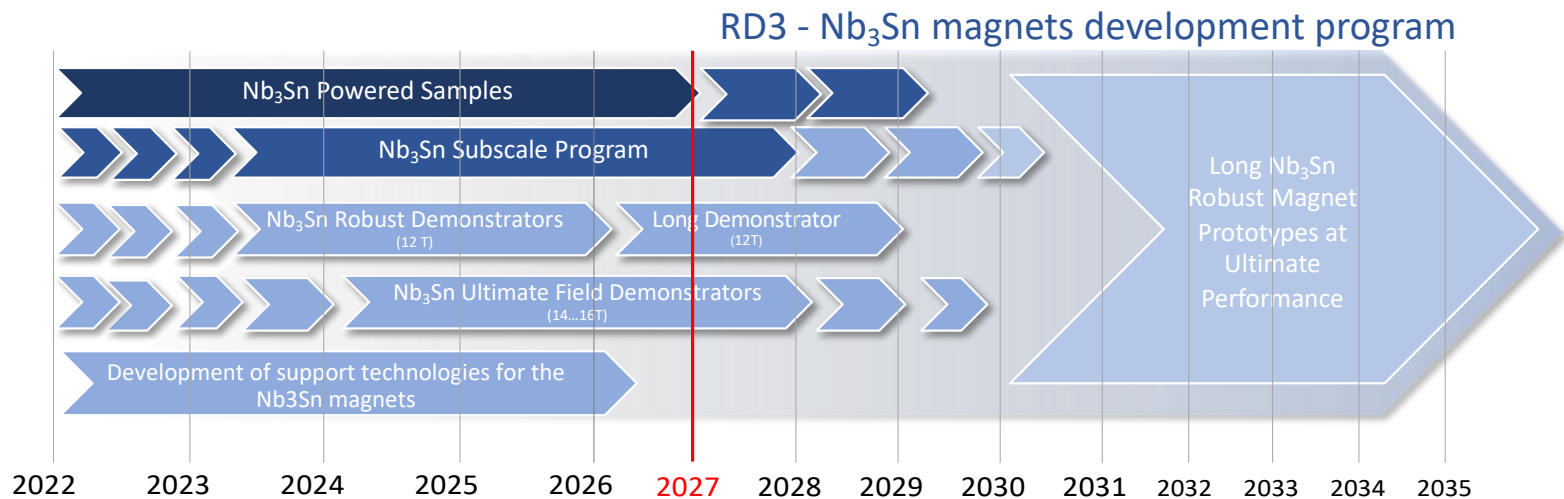 RD3 - Nb₃Sn magnets development program
Nb₃Sn Powered Samples
Nb₃Sn Subscale Program
Nb₃Sn Robust Demonstrators
(12 T)
Long Demonstrator
(12T)
Nb₃Sn Ultimate Field Demonstrators
(14...16T)
Development of support technologies for the
Nb3Sn magnets
Long Nb₃Sn
Robust Magnet
Prototypes at
Ultimate
Performance
2022 2023 2024 2025 2026 2027 2028 2029 2030 2031 2032 2033 2034 2035